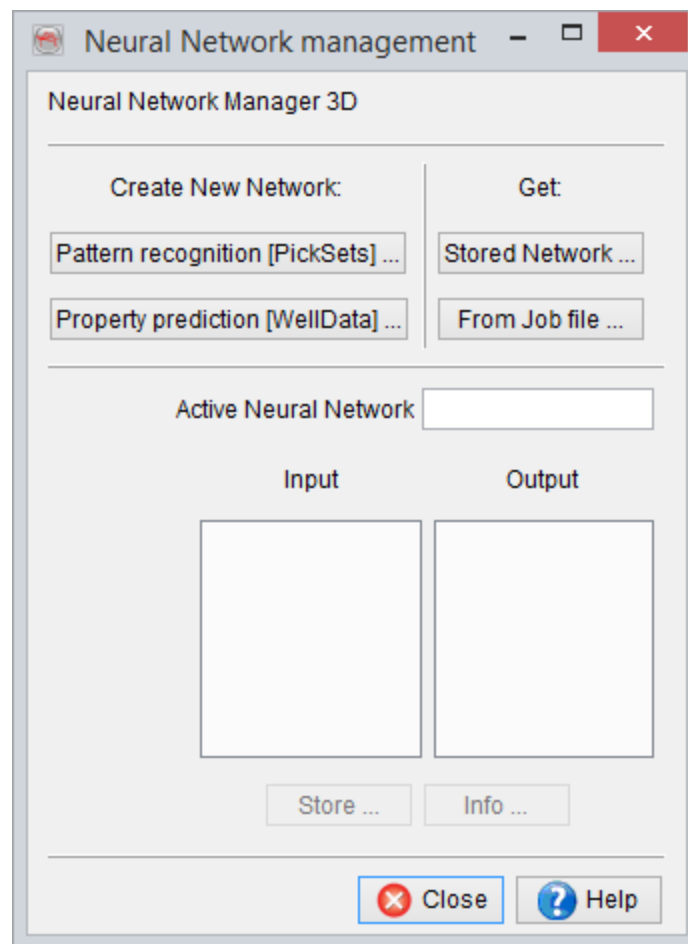 Neural Network management
Neural Network Manager 3D
Create New Network:
Get:
Pattern recognition [PickSets] ...
Stored Network ...
Property prediction [WellData] ...
From Job file ...
Active Neural Network
Input
Output
Store ...
Info ...
Close
Help